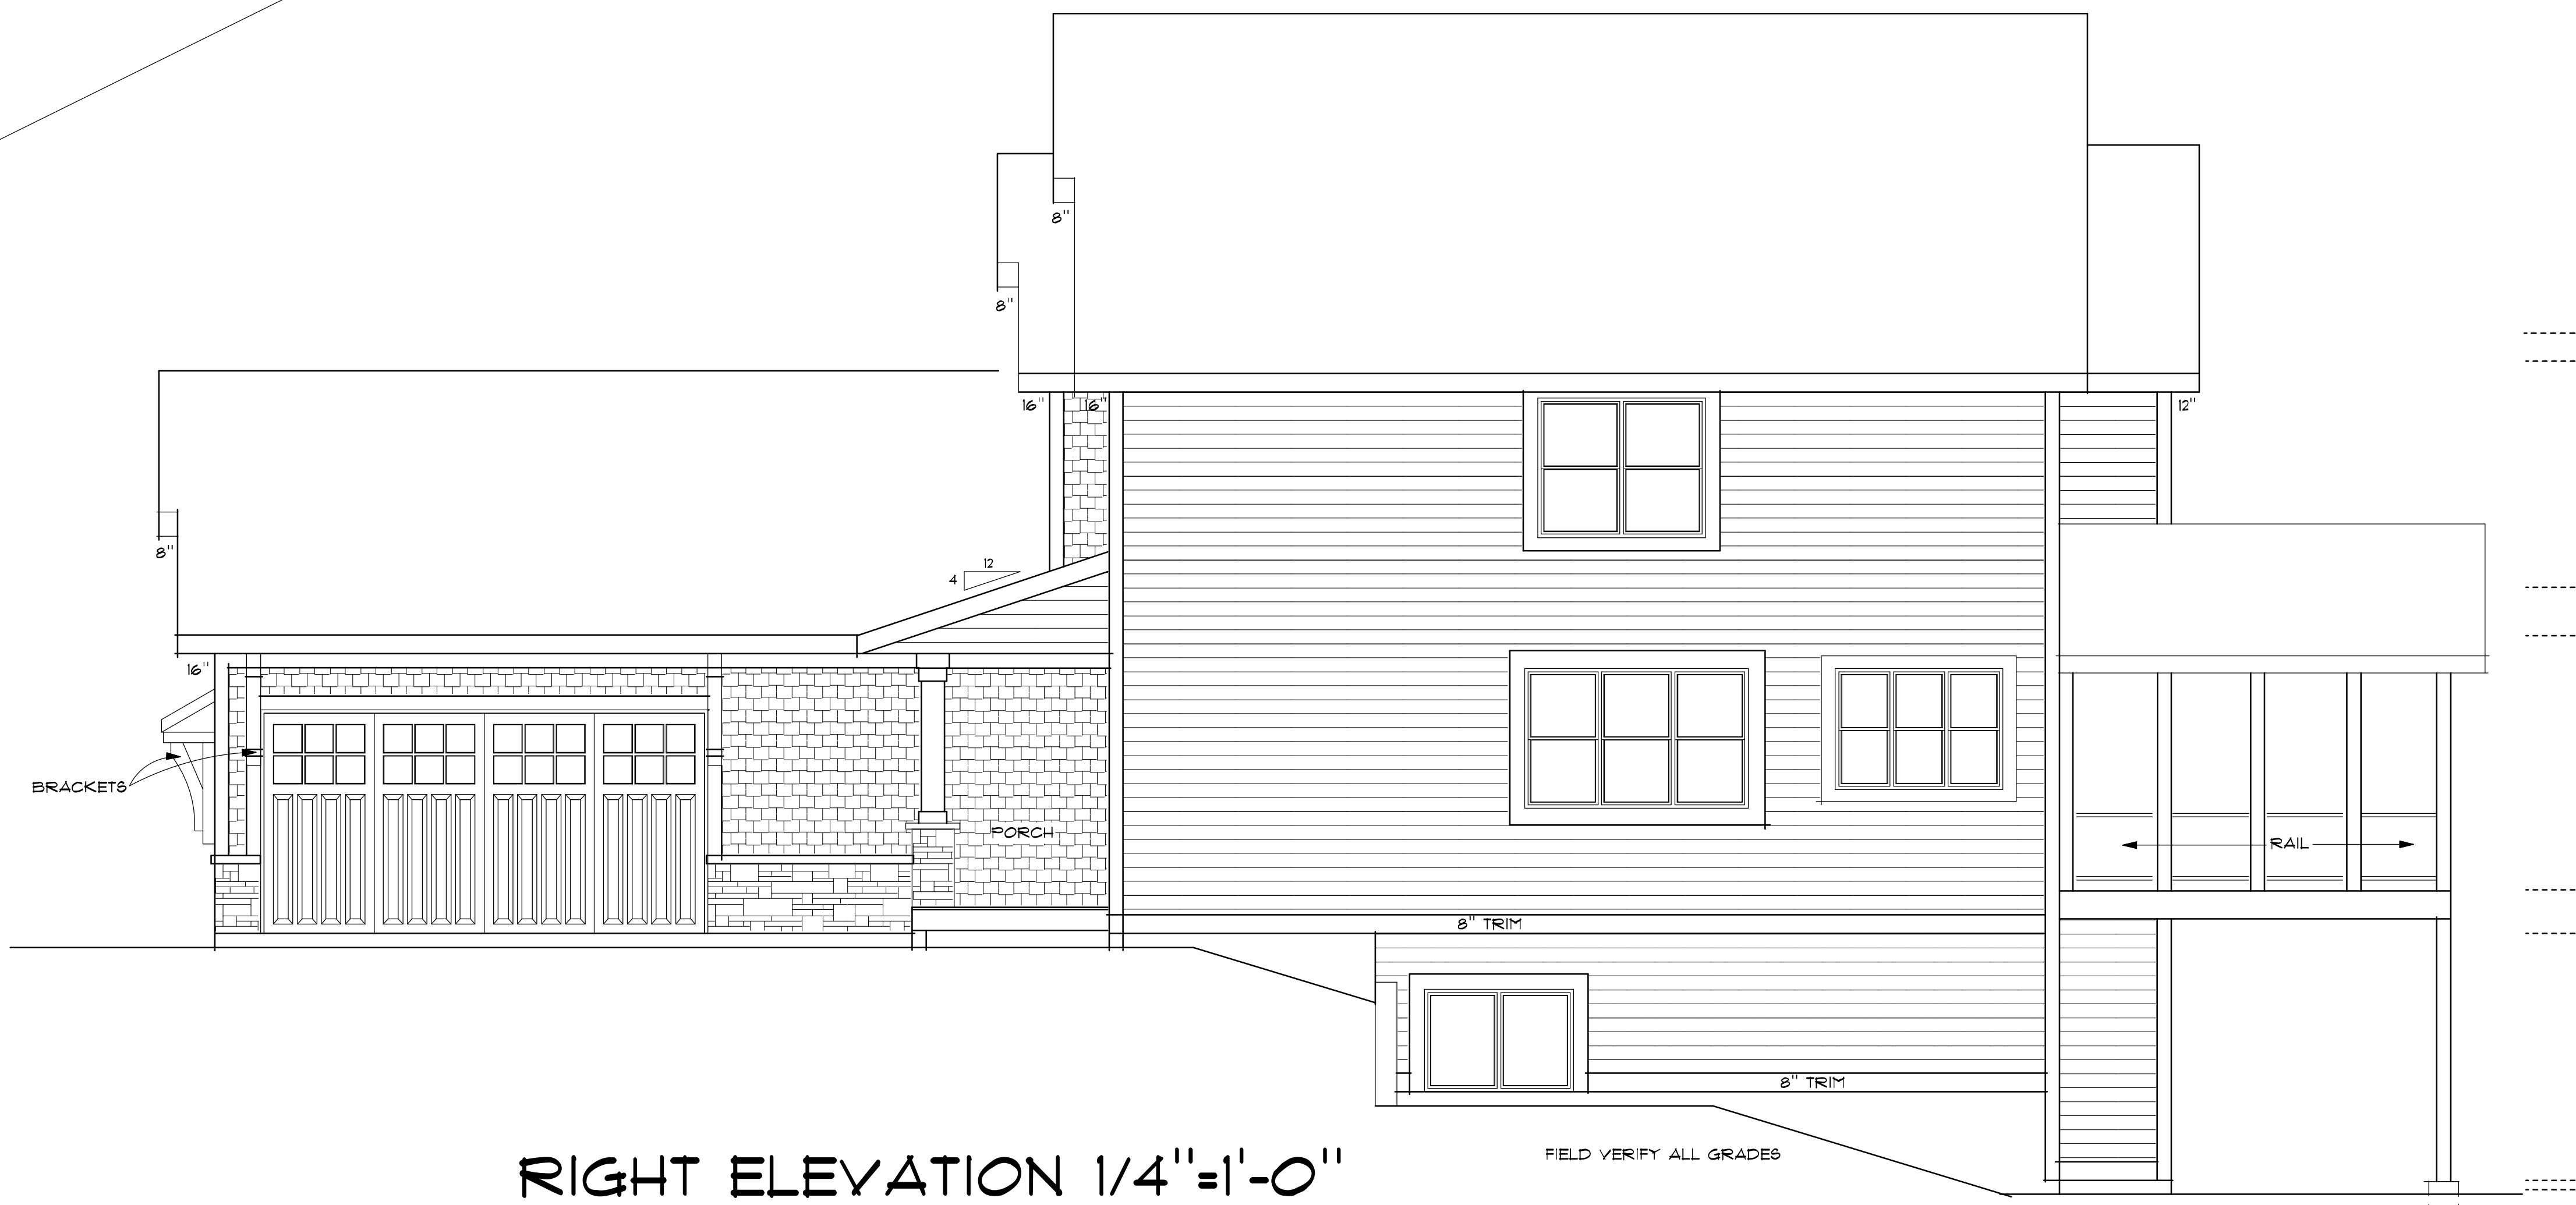 8"
8"
16"
16"
12"
8"
12
4
16"
BRACKETS
PORCH
RAIL
8" TRIM
8" TRIM
FIELD VERIFY ALL GRADES
RIGHT ELEVATION 1/4"=1'-0"